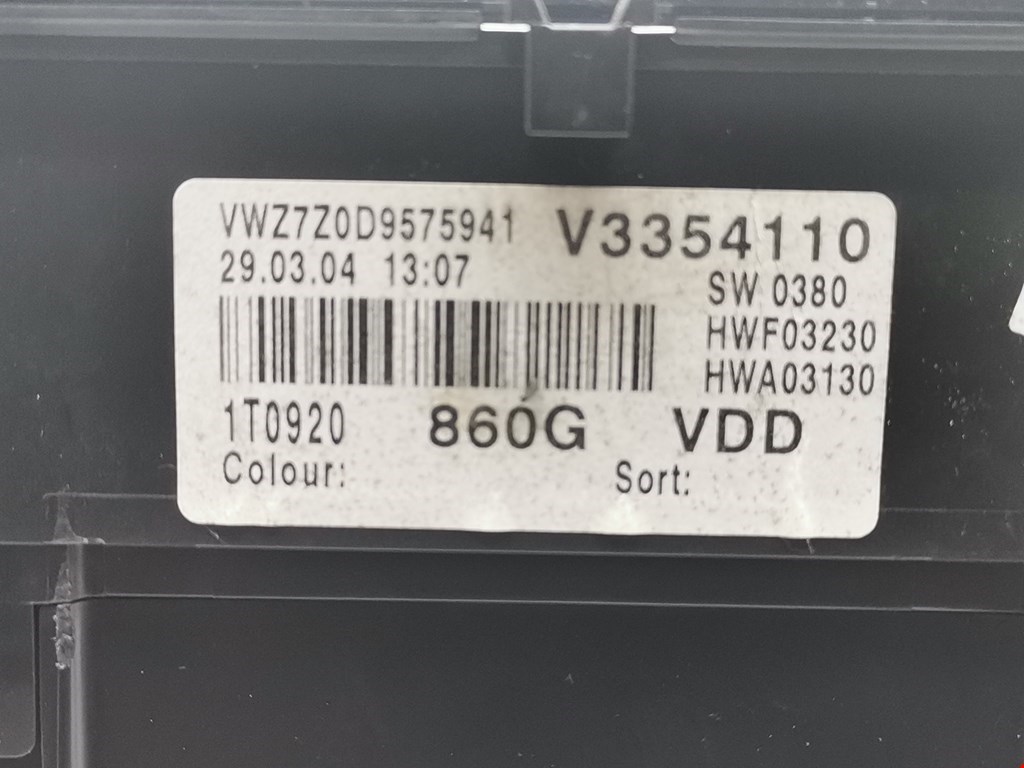 VWZ7Z0D9575941 V3354110
29.03.04 13:07
SW 0380
HWF03230
HWA03130
1T0920 860G VDD
Colour: Sort: